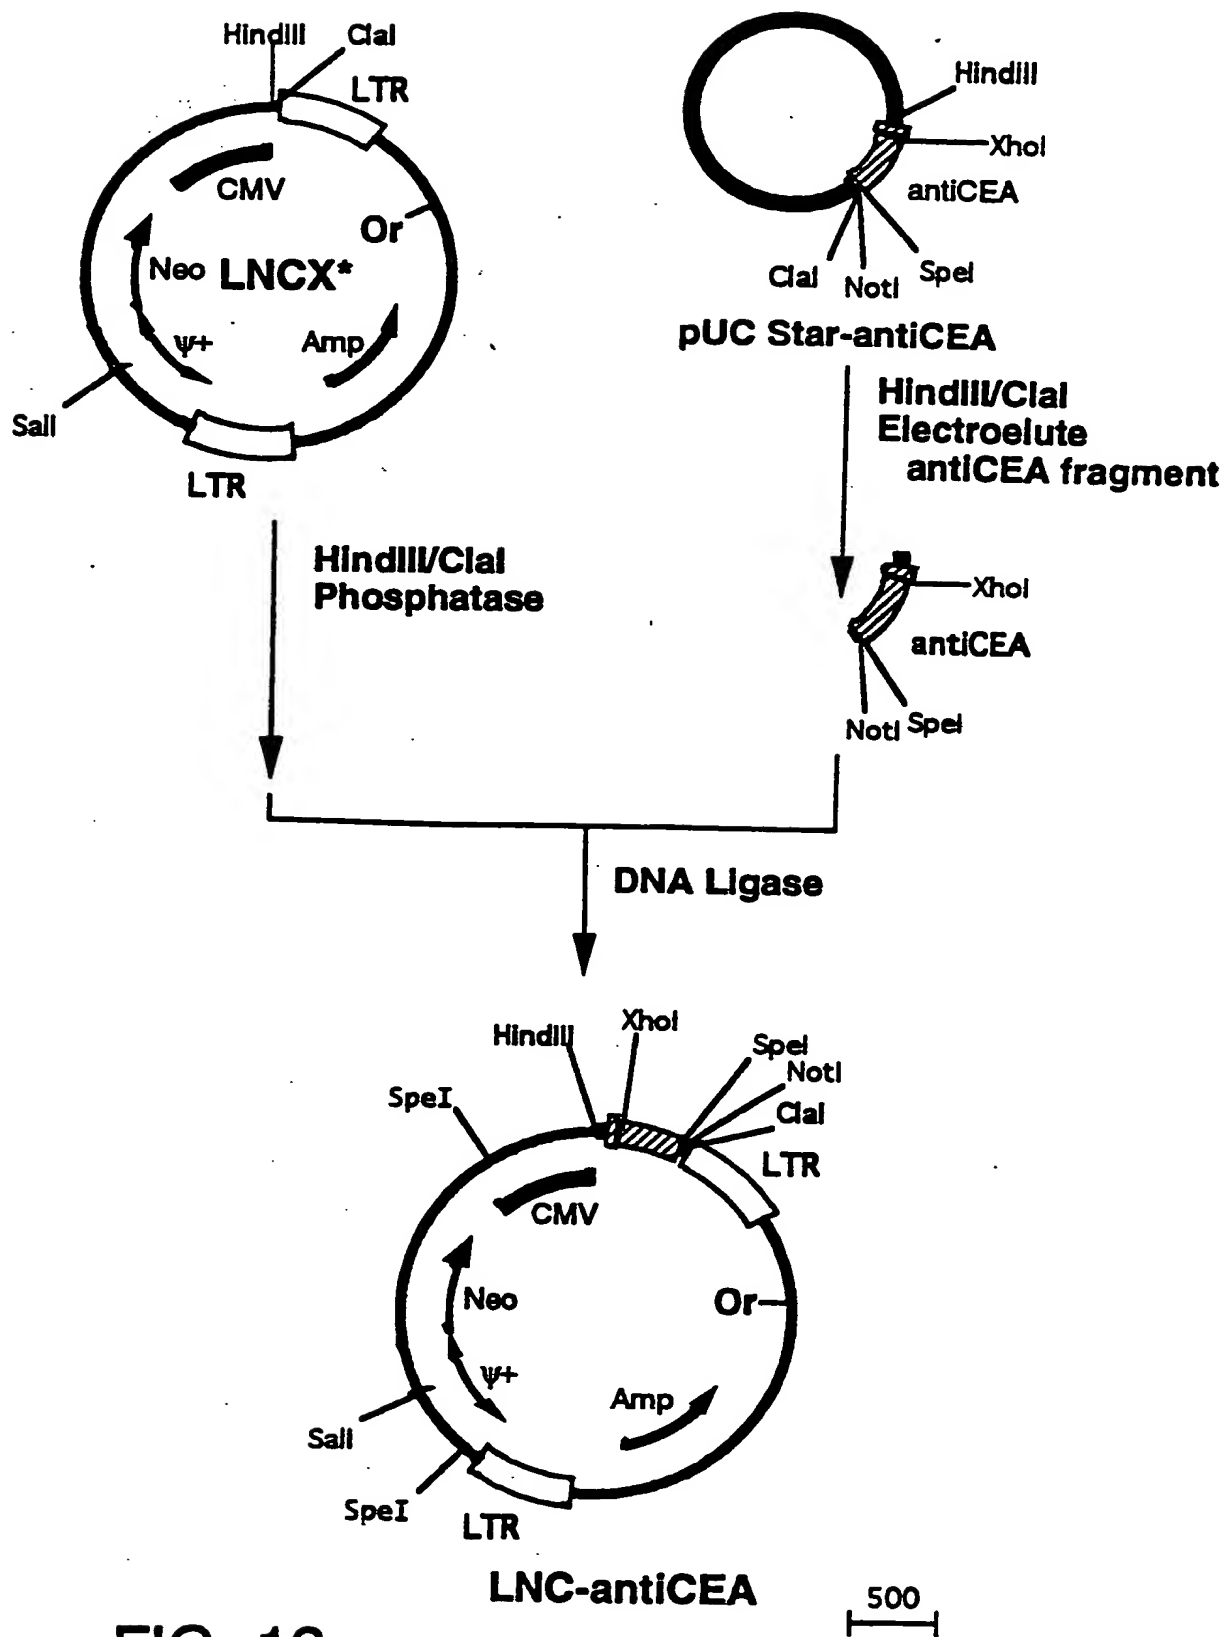 HindIII ClaI
LTR
CMV
Or
Neo LNCX*
ψ+
Amp
SalI
LTR
HindIII
XhoI
antiCEA
ClaI NotI SpeI
pUC Star-antiCEA
HindIII/ClaI
Electroelute
antiCEA fragment
HindIII/ClaI
Phosphatase
XhoI
antiCEA
NotI SpeI
DNA Ligase
HindIII XhoI
SpeI
NotI
ClaI
SpeI
LTR
CMV
Neo
Or
ψ+
Amp
SalI
SpeI
LTR
LNC-antiCEA
500